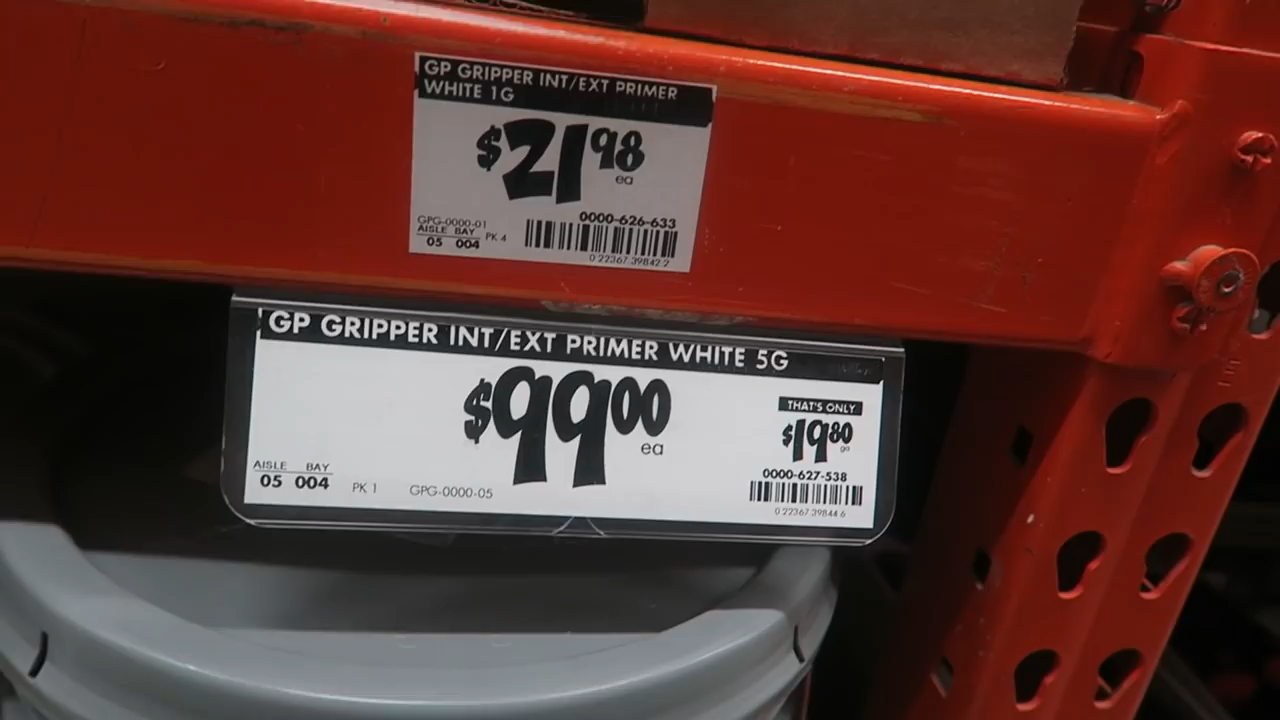 GP GRIPPER INT/EXT PRIMER
WHITE 1G
$21.98
ea
0000-626-633
GPG-0000-01
AISLE BAY
05 004 PK 4
0 22367 39842 2
GP GRIPPER INT/EXT PRIMER WHITE 5G
$99.00
ea
THAT'S ONLY
$19.80
ga
0000-627-538
AISLE BAY
05 004 PK 1 GPG-0000-05
0 22367 39844 6